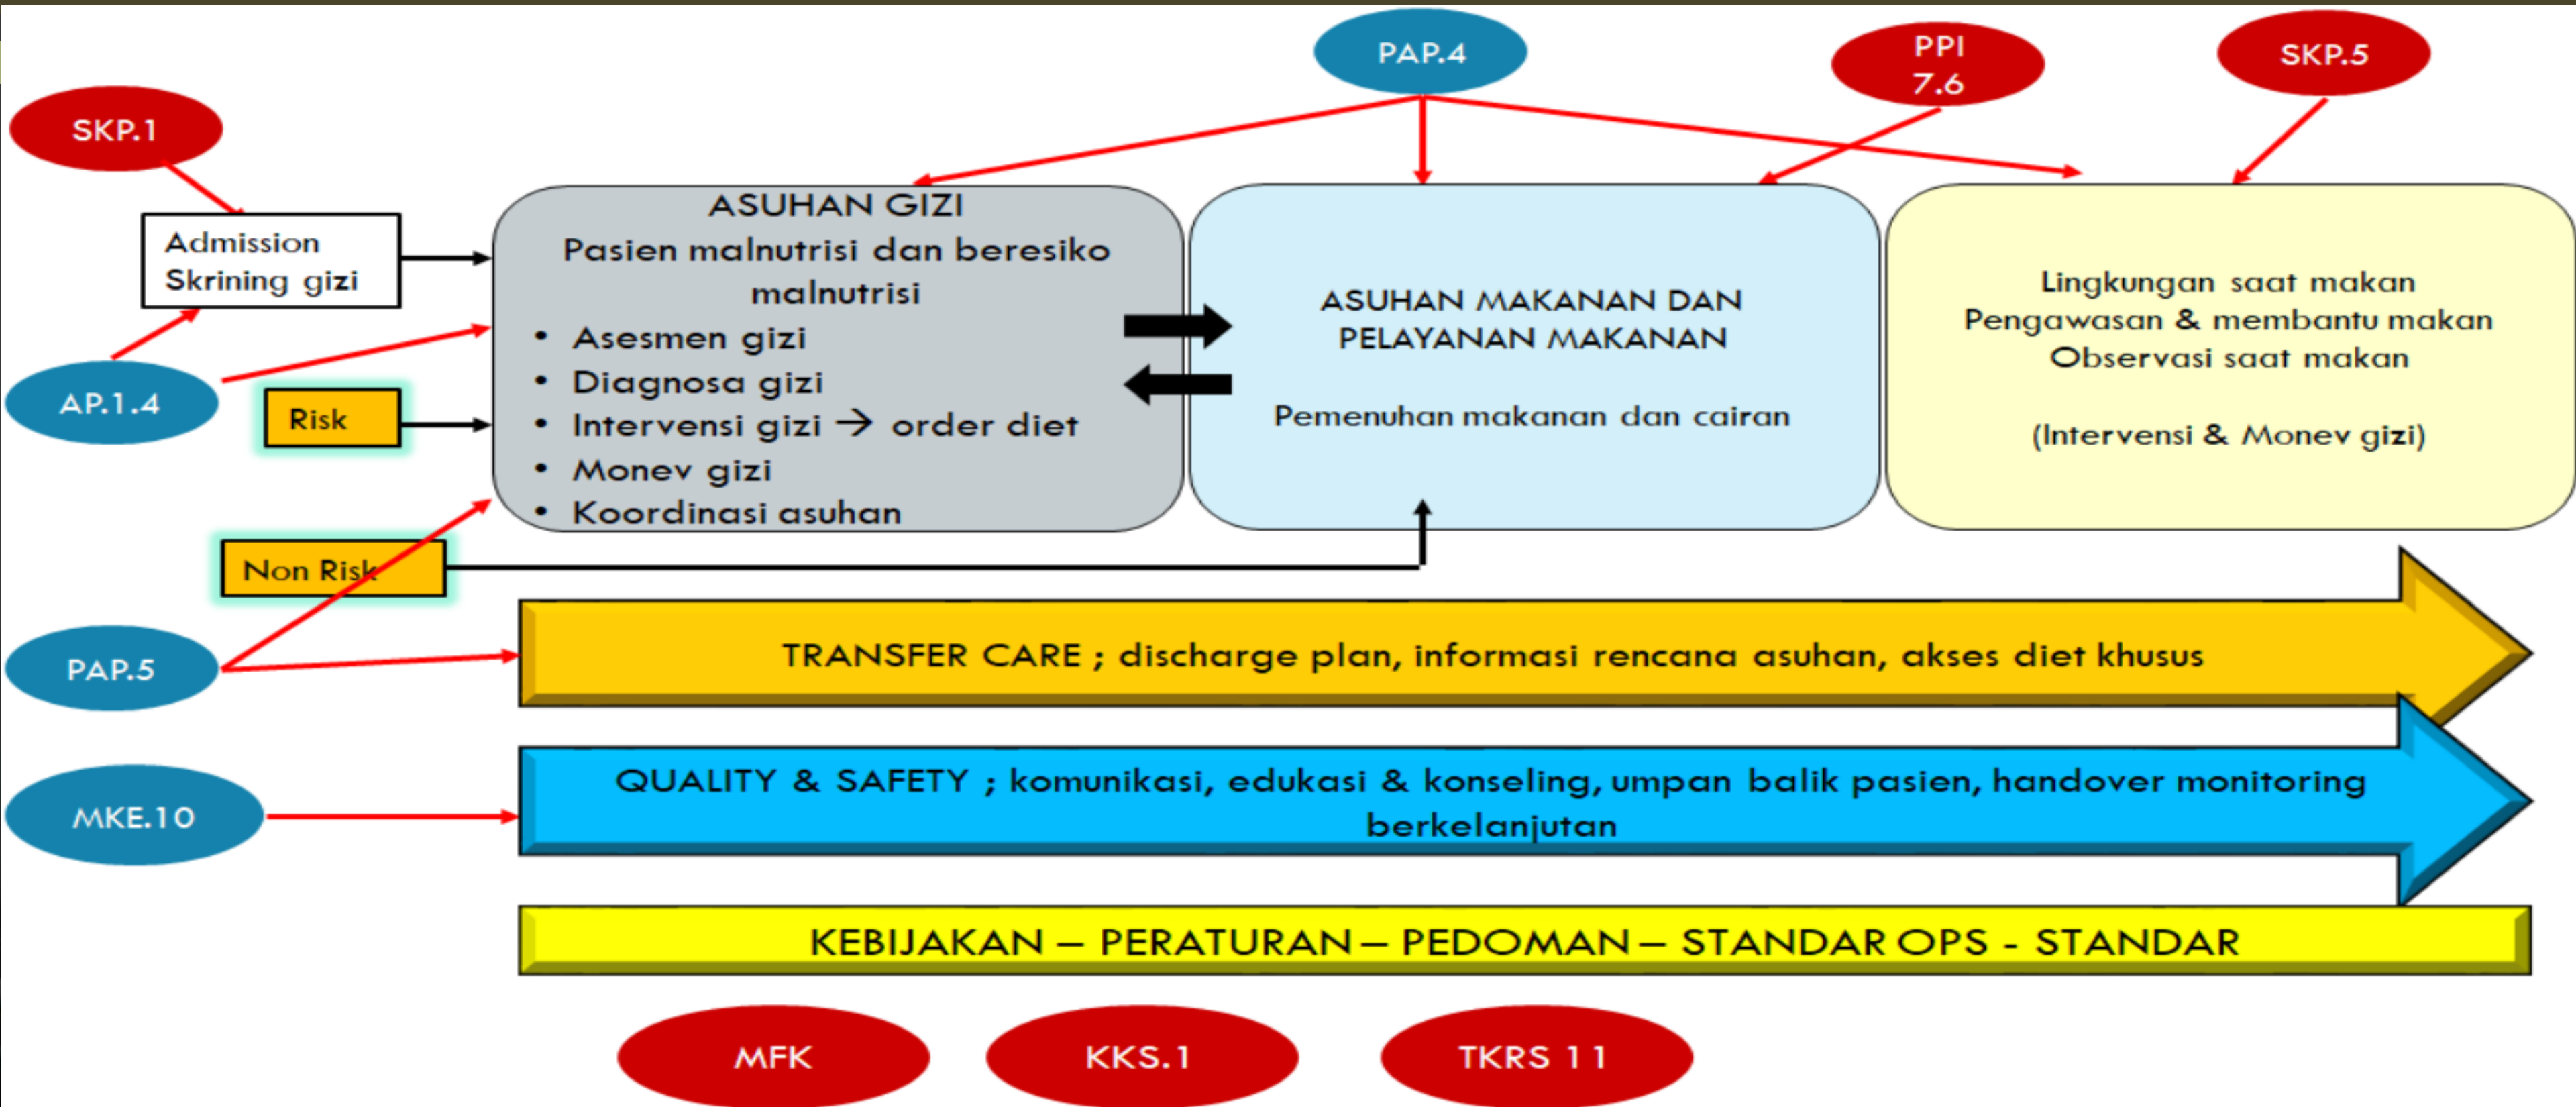 PAP.4
PPI
7.6
SKP.5
SKP.1
Admission
Skrining gizi
AP.1.4
Risk
Non Risk
ASUHAN GIZI
Pasien malnutrisi dan beresiko
malnutrisi
• Asesmen gizi
• Diagnosa gizi
• Intervensi gizi → order diet
• Monev gizi
• Koordinasi asuhan
ASUHAN MAKANAN DAN
PELAYANAN MAKANAN
Pemenuhan makanan dan cairan
Lingkungan saat makan
Pengawasan & membantu makan
Observasi saat makan
(Intervensi & Monev gizi)
PAP.5
TRANSFER CARE ; discharge plan, informasi rencana asuhan, akses diet khusus
MKE.10
QUALITY & SAFETY ; komunikasi, edukasi & konseling, umpan balik pasien, handover monitoring
berkelanjutan
KEBIJAKAN – PERATURAN – PEDOMAN – STANDAR OPS - STANDAR
MFK
KKS.1
TKRS 11